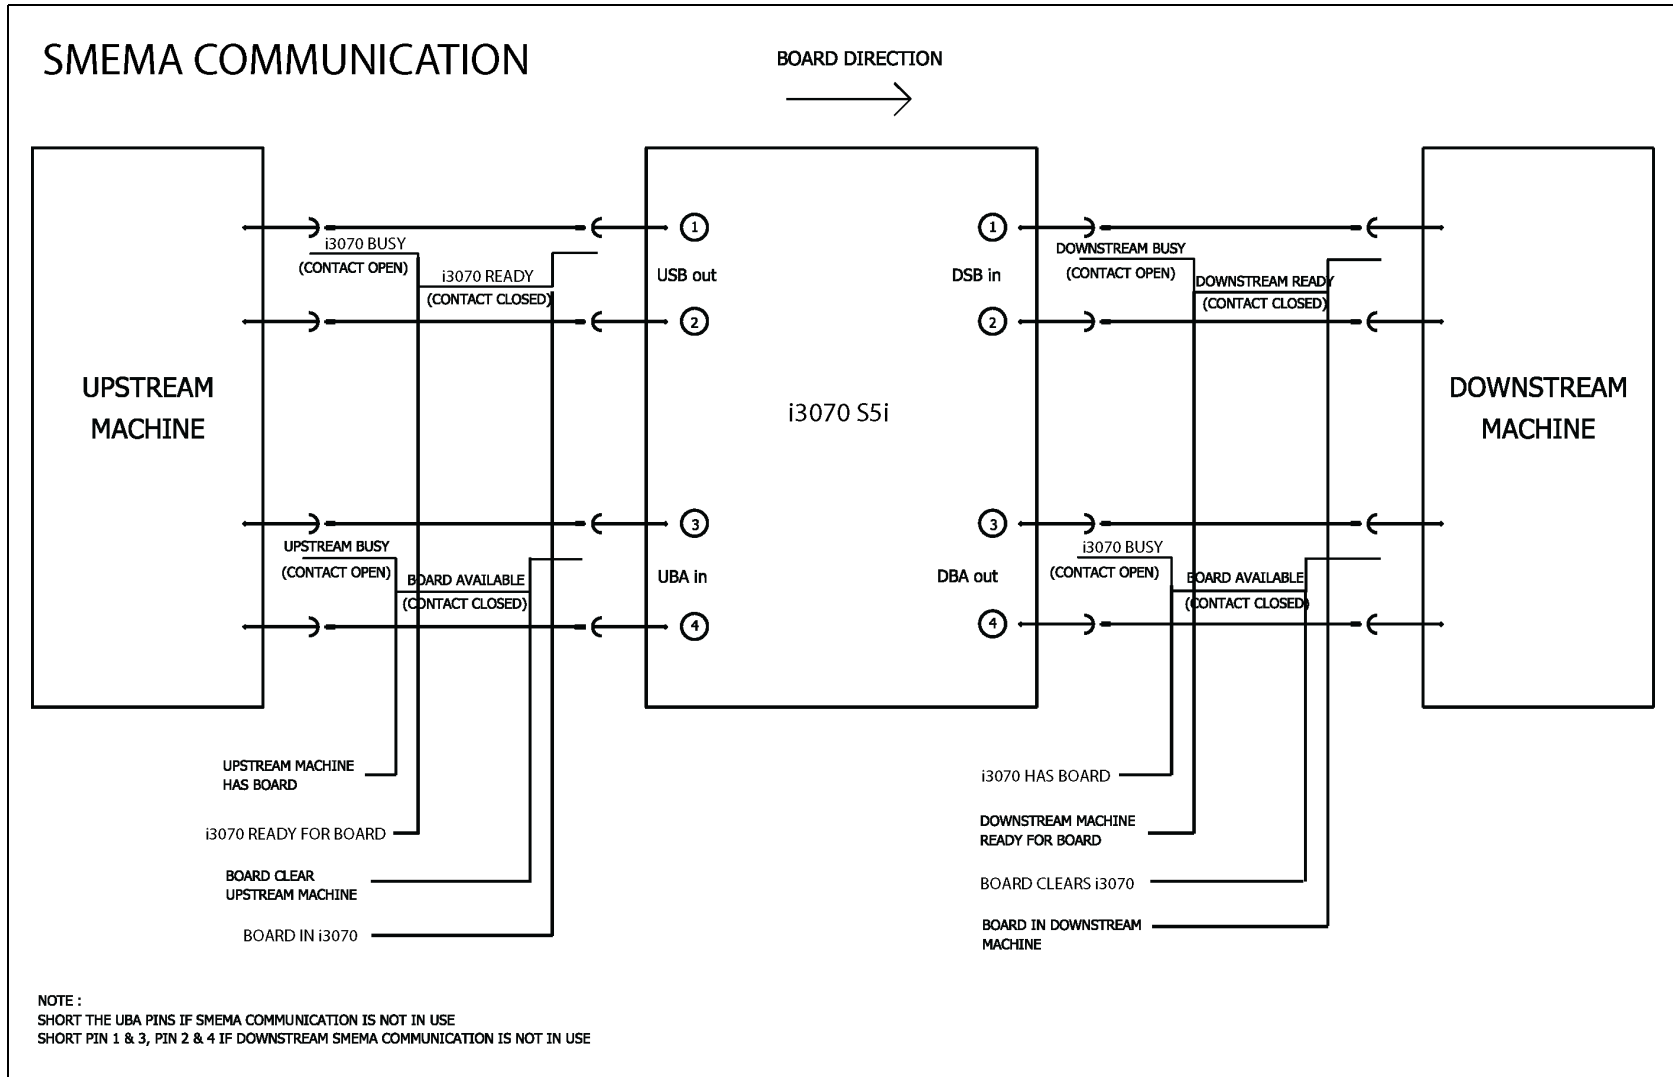 SMEMA COMMUNICATION
BOARD DIRECTION
UPSTREAM
MACHINE
i3070 BUSY
(CONTACT OPEN)
i3070 READY
(CONTACT CLOSED)
UPSTREAM BUSY
(CONTACT OPEN)
BOARD AVAILABLE
(CONTACT CLOSED)
1
USB out
2
3
UBA in
4
i3070 S5i
1
DSB in
2
3
DBA out
4
DOWNSTREAM BUSY
(CONTACT OPEN)
DOWNSTREAM READY
(CONTACT CLOSED)
i3070 BUSY
(CONTACT OPEN)
BOARD AVAILABLE
(CONTACT CLOSED)
DOWNSTREAM
MACHINE
UPSTREAM MACHINE
HAS BOARD
i3070 READY FOR BOARD
BOARD CLEAR
UPSTREAM MACHINE
BOARD IN i3070
i3070 HAS BOARD
DOWNSTREAM MACHINE
READY FOR BOARD
BOARD CLEARS i3070
BOARD IN DOWNSTREAM
MACHINE
NOTE :
SHORT THE UBA PINS IF SMEMA COMMUNICATION IS NOT IN USE
SHORT PIN 1 & 3, PIN 2 & 4 IF DOWNSTREAM SMEMA COMMUNICATION IS NOT IN USE